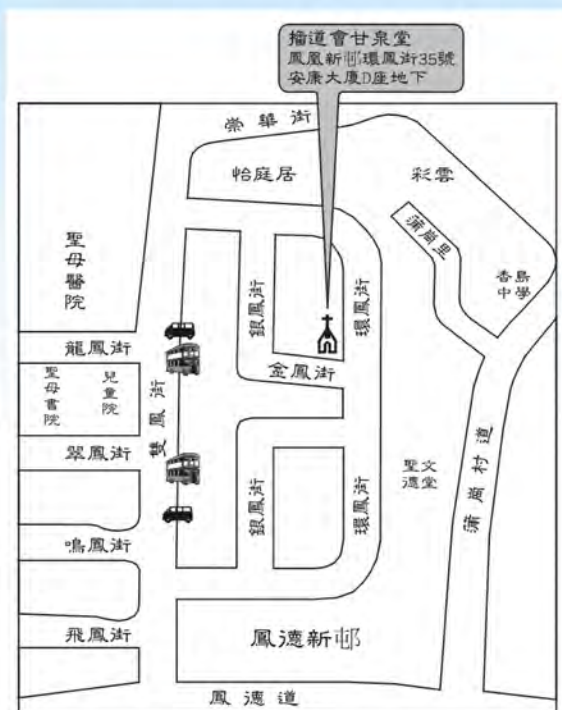 播道會甘泉堂
鳳凰新邨環鳳街35號
安康大廈D座地下
崇華街
怡庭居
彩雲
蒲崗里
香島
中學
聖母醫院
銀鳳街
環鳳街
龍鳳街
金鳳街
聖母書院
兒童院
雙鳳街
翠鳳街
銀鳳街
環鳳街
聖文
德堂
蒲崗村道
鳴鳳街
飛鳳街
鳳德新邨
鳳德道